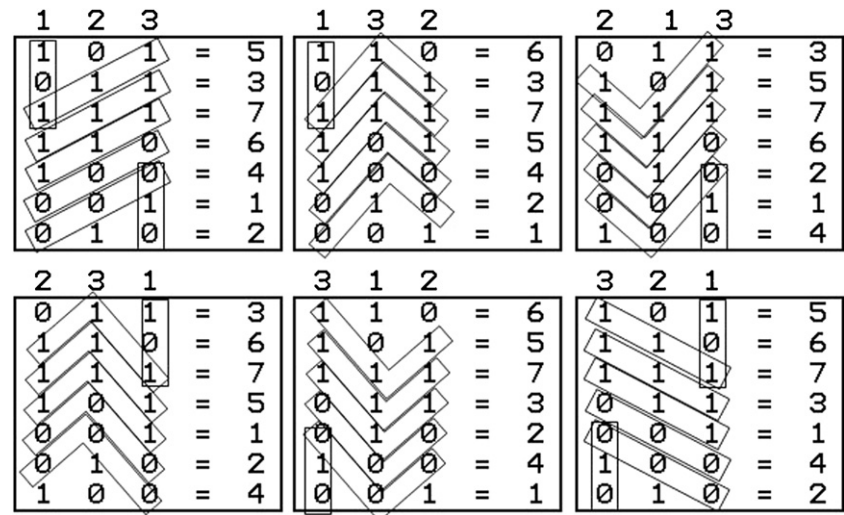 1 2 3 1 3 2 2 1 3
1 0 1 = 5 1 1 0 = 6 0 1 1 = 3
0 1 1 = 3 0 1 1 = 3 1 0 1 = 5
1 1 1 = 7 1 1 1 = 7 1 1 1 = 7
1 1 0 = 6 1 0 1 = 5 1 1 0 = 6
1 0 0 = 4 1 0 0 = 4 0 1 0 = 2
0 0 1 = 1 0 1 0 = 2 0 0 1 = 1
0 1 0 = 2 0 0 1 = 1 1 0 0 = 4
2 3 1 3 1 2 3 2 1
0 1 1 = 3 1 1 0 = 6 1 0 1 = 5
1 1 0 = 6 1 0 1 = 5 1 1 0 = 6
1 1 1 = 7 1 1 1 = 7 1 1 1 = 7
1 0 1 = 5 0 1 1 = 3 0 1 1 = 3
0 0 1 = 1 0 1 0 = 2 0 0 1 = 1
0 1 0 = 2 1 0 0 = 4 1 0 0 = 4
1 0 0 = 4 0 0 1 = 1 0 1 0 = 2